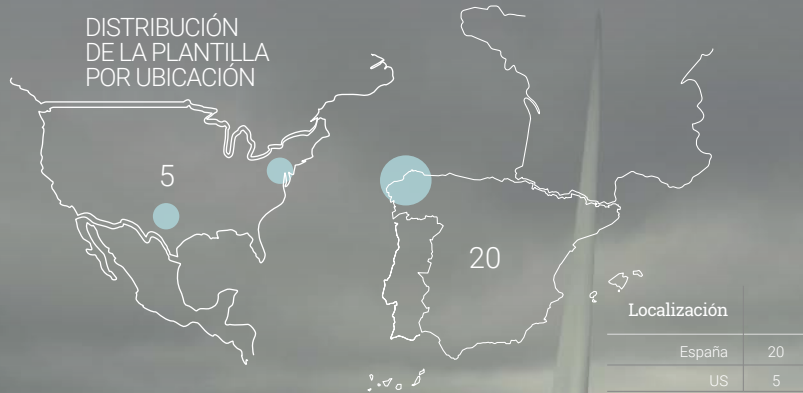 DISTRIBUCIÓN
DE LA PLANTILLA
POR UBICACIÓN
5
20
Localización
España 20
US 5